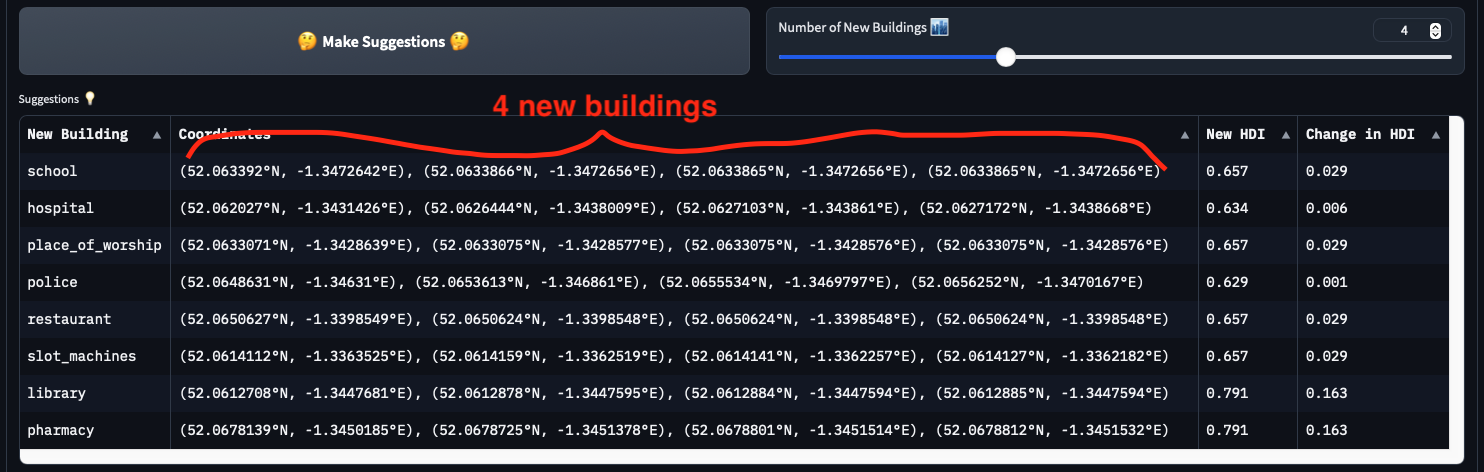 🤔 Make Suggestions 🤔
Number of New Buildings 🏙️
4
Suggestions 💡
4 new buildings
New Building ▲ Coordinates ▲ New HDI ▲ Change in HDI ▲
school (52.063392°N, -1.3472642°E), (52.0633866°N, -1.3472656°E), (52.0633865°N, -1.3472656°E), (52.0633865°N, -1.3472656°E) 0.657 0.029
hospital (52.062027°N, -1.3431426°E), (52.0626444°N, -1.3438009°E), (52.0627103°N, -1.343861°E), (52.0627172°N, -1.3438668°E) 0.634 0.006
place_of_worship (52.0633071°N, -1.3428639°E), (52.0633075°N, -1.3428577°E), (52.0633075°N, -1.3428576°E), (52.0633075°N, -1.3428576°E) 0.657 0.029
police (52.0648631°N, -1.34631°E), (52.0653613°N, -1.346861°E), (52.0655534°N, -1.3469797°E), (52.0656252°N, -1.3470167°E) 0.629 0.001
restaurant (52.0650627°N, -1.3398549°E), (52.0650624°N, -1.3398548°E), (52.0650624°N, -1.3398548°E), (52.0650624°N, -1.3398548°E) 0.657 0.029
slot_machines (52.0614112°N, -1.3363525°E), (52.0614159°N, -1.3362519°E), (52.0614141°N, -1.3362257°E), (52.0614127°N, -1.3362182°E) 0.657 0.029
library (52.0612708°N, -1.3447681°E), (52.0612878°N, -1.3447595°E), (52.0612884°N, -1.3447594°E), (52.0612885°N, -1.3447594°E) 0.791 0.163
pharmacy (52.0678139°N, -1.3450185°E), (52.0678725°N, -1.3451378°E), (52.0678801°N, -1.3451514°E), (52.0678812°N, -1.3451532°E) 0.791 0.163